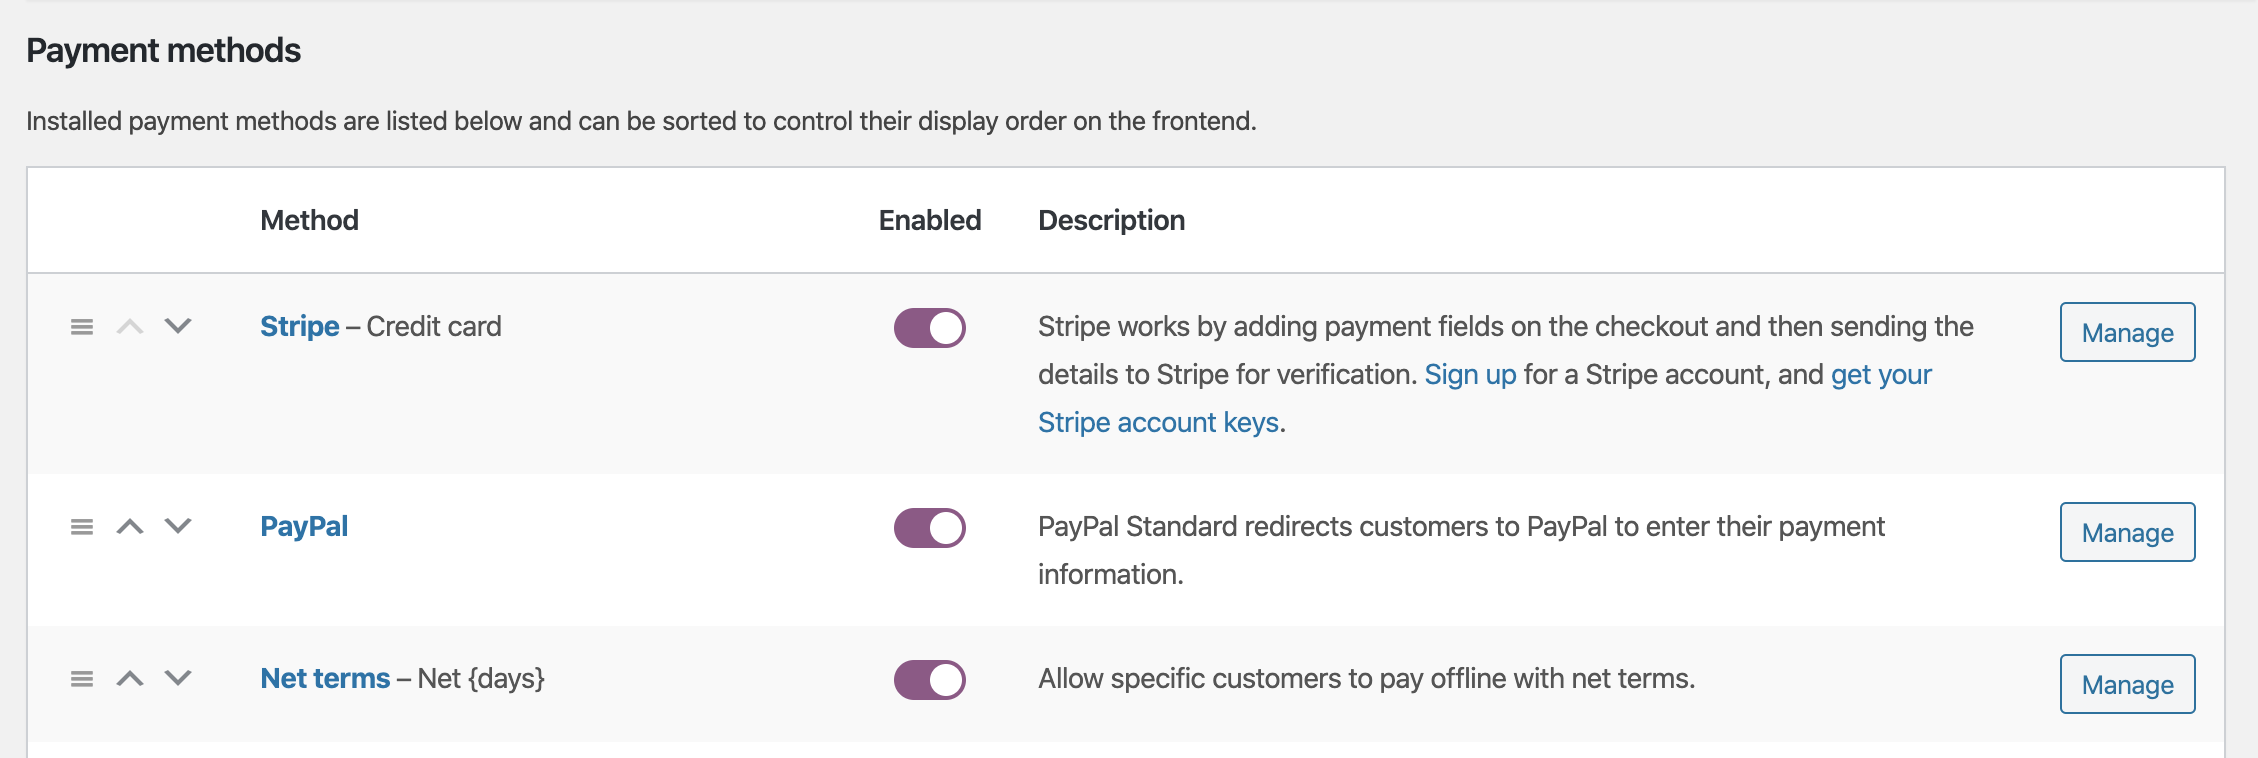 Payment methods
Installed payment methods are listed below and can be sorted to control their display order on the frontend.
Method Enabled Description
Stripe – Credit card
Stripe works by adding payment fields on the checkout and then sending the
details to Stripe for verification. Sign up for a Stripe account, and get your
Stripe account keys.
Manage
PayPal
PayPal Standard redirects customers to PayPal to enter their payment
information.
Manage
Net terms – Net {days}
Allow specific customers to pay offline with net terms.
Manage